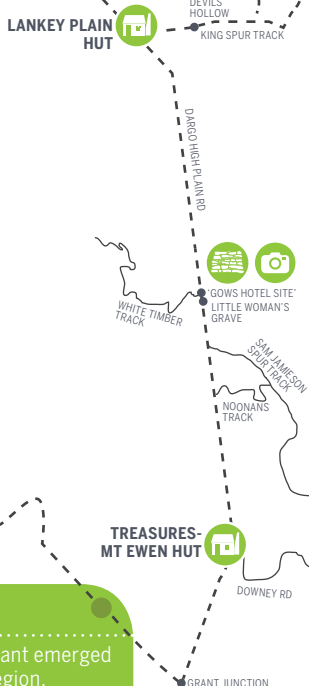 DEVILS
HOLLOW
LANKEY PLAIN
HUT
KING SPUR TRACK
DARGO HIGH PLAIN RD
'GOWS HOTEL SITE'
LITTLE WOMAN'S
GRAVE
WHITE TIMBER
TRACK
SAM JAMIESON
SPUR TRACK
NOONANS
TRACK
TREASURES-
MT EWEN HUT
DOWNEY RD
ant emerged
egion.
GRANT JUNCTION